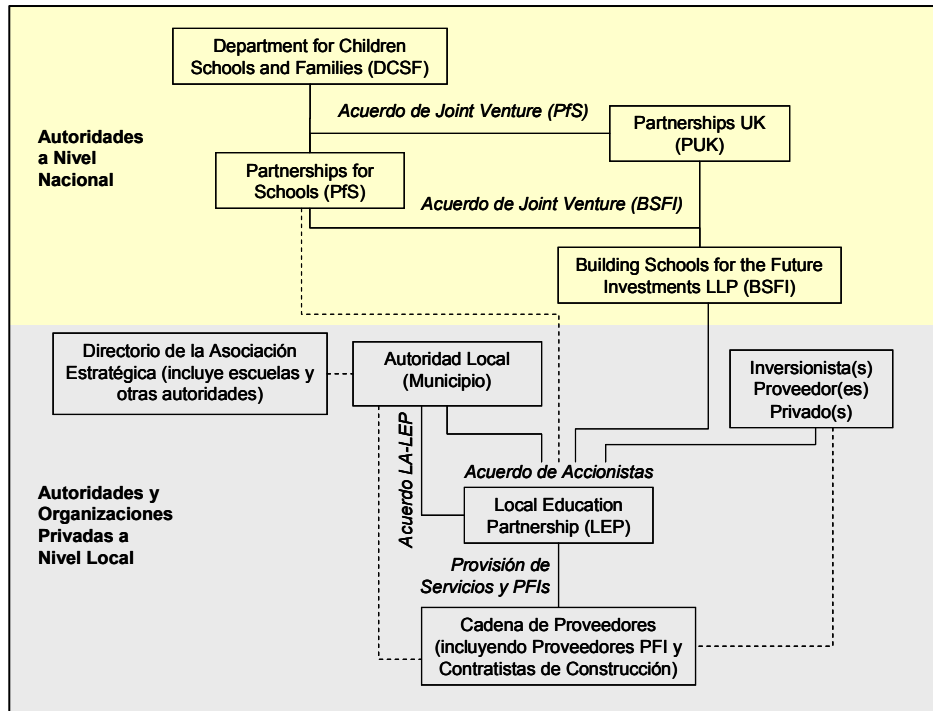 Department for Children
Schools and Families (DCSF)
Acuerdo de Joint Venture (PfS)
Partnerships UK
(PUK)
Autoridades
a Nivel
Nacional
Partnerships for
Schools (PfS)
Acuerdo de Joint Venture (BSFI)
Building Schools for the Future
Investments LLP (BSFI)
Directorio de la Asociación
Estratégica (incluye escuelas y
otras autoridades)
Autoridad Local
(Municipio)
Inversionista(s)
Proveedor(es)
Privado(s)
Acuerdo LA-LEP
Acuerdo de Accionistas
Autoridades y
Organizaciones
Privadas a
Nivel Local
Local Education
Partnership (LEP)
Provisión de
Servicios y PFIs
Cadena de Proveedores
(incluyendo Proveedores PFI y
Contratistas de Construcción)